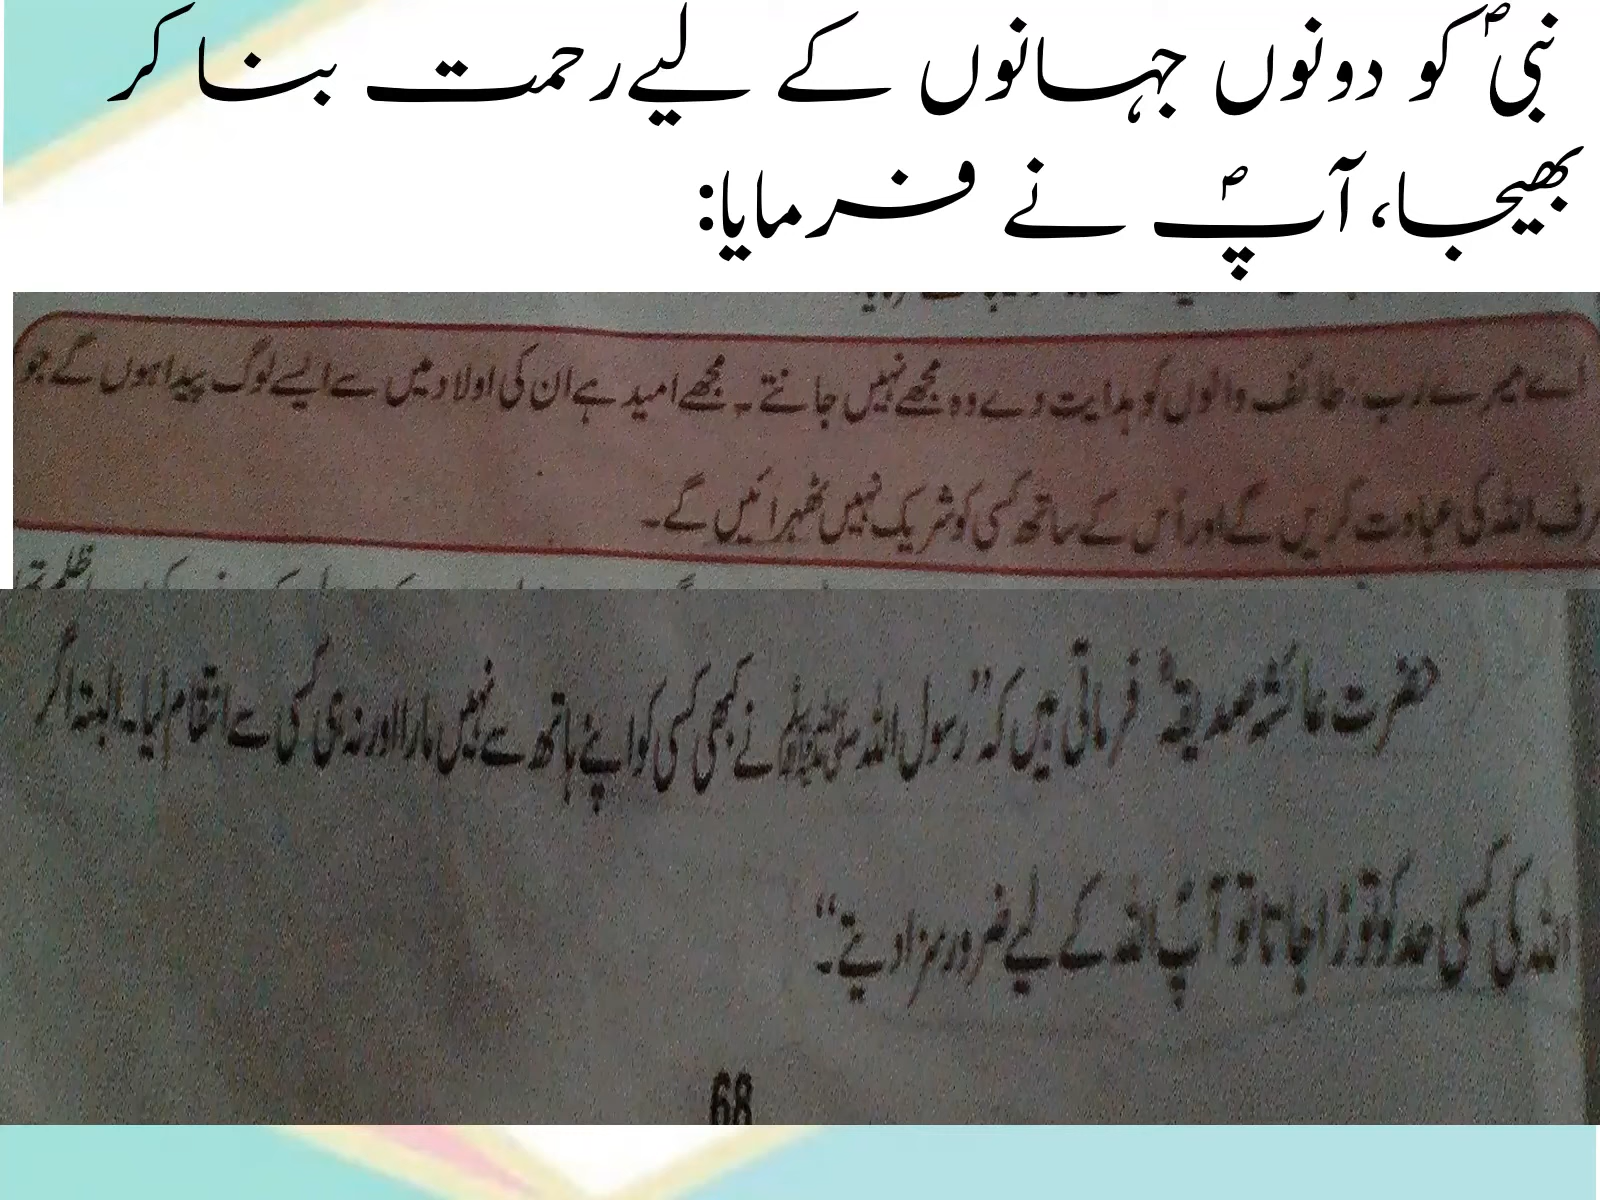 نبیؐ کو دونوں جہانوں کے لیے رحمت بنا کر
بھیجا، آپؐ نے فرمایا:
اے میرے رب! طائف والوں کو ہدایت دے وہ مجھے نہیں جانتے۔ مجھے امید ہے ان کی اولاد میں سے ایسے لوگ پیدا ہوں گے جو
رف اللہ کی عبادت کریں گے اور اُس کے ساتھ کسی کو شریک نہیں ٹھہرائیں گے۔
حضرت عائشہ صدیقہؓ فرماتی ہیں کہ ”رسول اللہ ﷺ نے کبھی کسی کو اپنے ہاتھ سے نہیں مارا اور نہ ہی کسی سے انتقام لیا۔ البتہ اگر
اللہ کی کسی حد کو توڑا جاتا تو آپؐ اللہ کے لیے ضرور سزا دیتے“۔
68